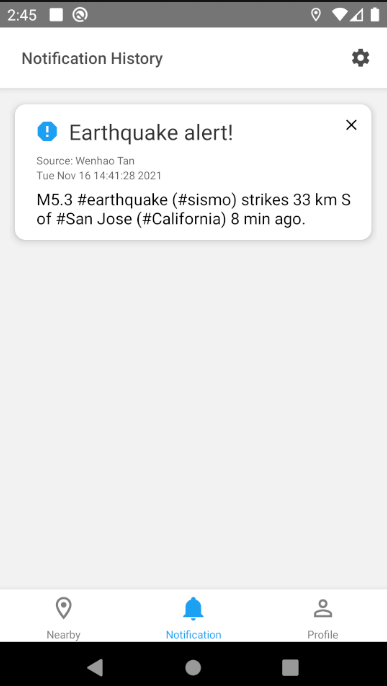 2:45
Notification History
Earthquake alert!
Source: Wenhao Tan
Tue Nov 16 14:41:28 2021
M5.3 #earthquake (#sismo) strikes 33 km S
of #San Jose (#California) 8 min ago.
Nearby
Notification
Profile